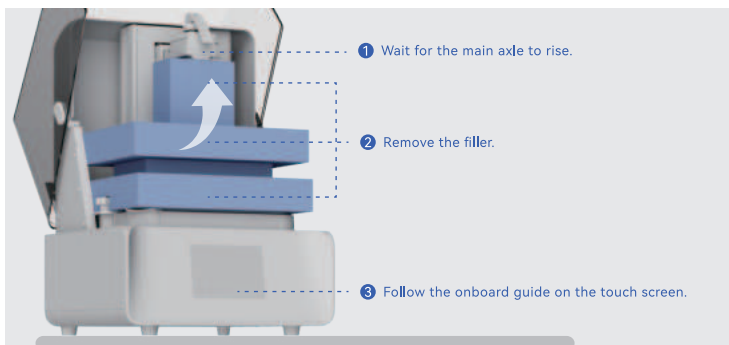 1 Wait for the main axle to rise.
2 Remove the filler.
3 Follow the onboard guide on the touch screen.